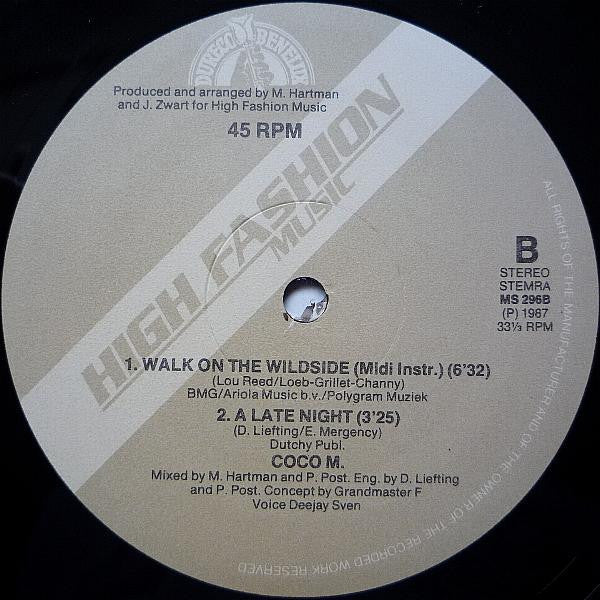 DURECO BENELUX
Produced and arranged by M. Hartman
and J. Zwart for High Fashion Music
45 RPM
HIGH FASHION
MUSIC
B
STEREO
STEMRA
MS 296B
(P) 1987
33⅓ RPM
1. WALK ON THE WILDSIDE (Midi Instr.) (6'32)
(Lou Reed/Loeb-Grillet-Channy)
BMG/Ariola Music b.v./Polygram Muziek
2. A LATE NIGHT (3'25)
(D. Liefting/E. Mergency)
Dutchy Publ.
COCO M.
Mixed by M. Hartman and P. Post. Eng. by D. Liefting
and P. Post. Concept by Grandmaster F
Voice Deejay Sven
ALL RIGHTS OF THE MANUFACTURER AND OF THE OWNER OF THE RECORDED WORK RESERVED